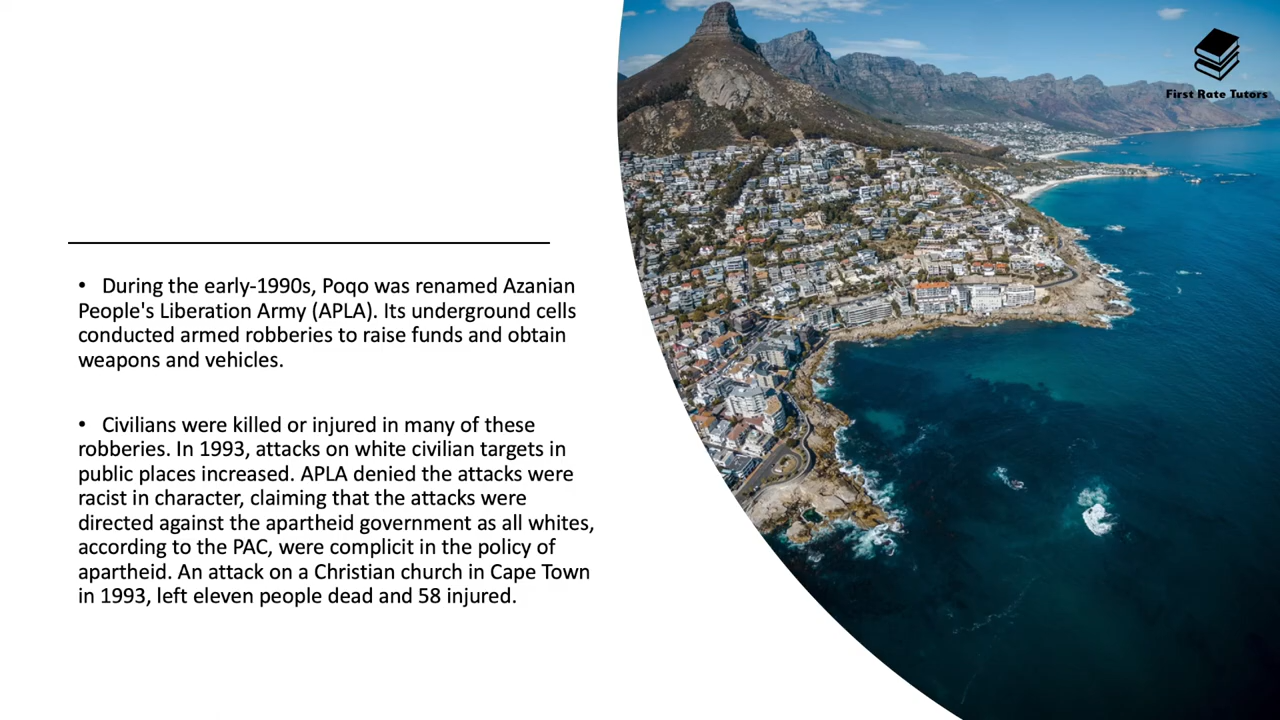 First Rate Tutors
• During the early-1990s, Poqo was renamed Azanian
People's Liberation Army (APLA). Its underground cells
conducted armed robberies to raise funds and obtain
weapons and vehicles.
• Civilians were killed or injured in many of these
robberies. In 1993, attacks on white civilian targets in
public places increased. APLA denied the attacks were
racist in character, claiming that the attacks were
directed against the apartheid government as all whites,
according to the PAC, were complicit in the policy of
apartheid. An attack on a Christian church in Cape Town
in 1993, left eleven people dead and 58 injured.